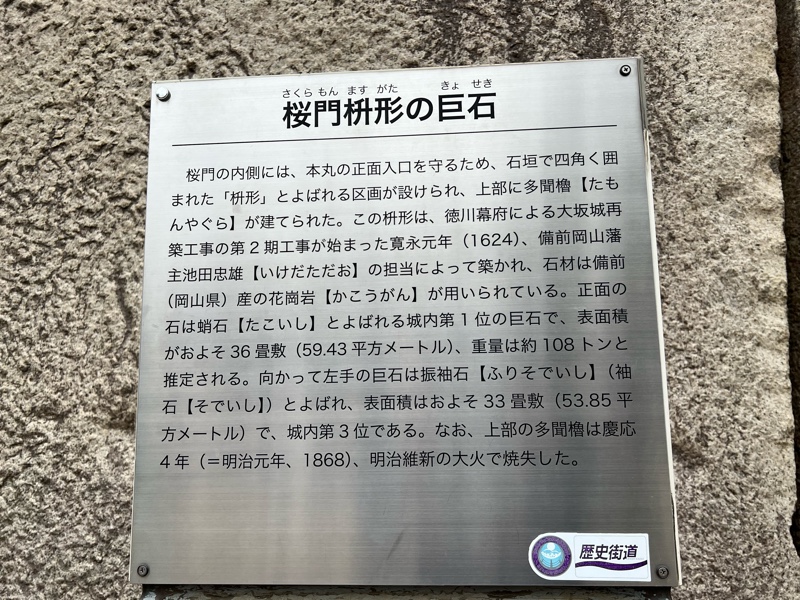 さくら もん ます がた きょ せき
桜門枡形の巨石
桜門の内側には、本丸の正面入口を守るため、石垣で四角く囲
まれた「枡形」とよばれる区画が設けられ、上部に多聞櫓【たも
んやぐら】が建てられた。この枡形は、徳川幕府による大坂城再
築工事の第2期工事が始まった寛永元年（1624）、備前岡山藩
主池田忠雄【いけだただお】の担当によって築かれ、石材は備前
（岡山県）産の花崗岩【かこうがん】が用いられている。正面の
石は蛸石【たこいし】とよばれる城内第1位の巨石で、表面積
がおよそ36畳敷（59.43平方メートル）、重量は約108トンと
推定される。向かって左手の巨石は振袖石【ふりそでいし】（袖
石【そでいし】）とよばれ、表面積はおよそ33畳敷（53.85平
方メートル）で、城内第3位である。なお、上部の多聞櫓は慶応
4年（＝明治元年、1868）、明治維新の大火で焼失した。
歴史街道